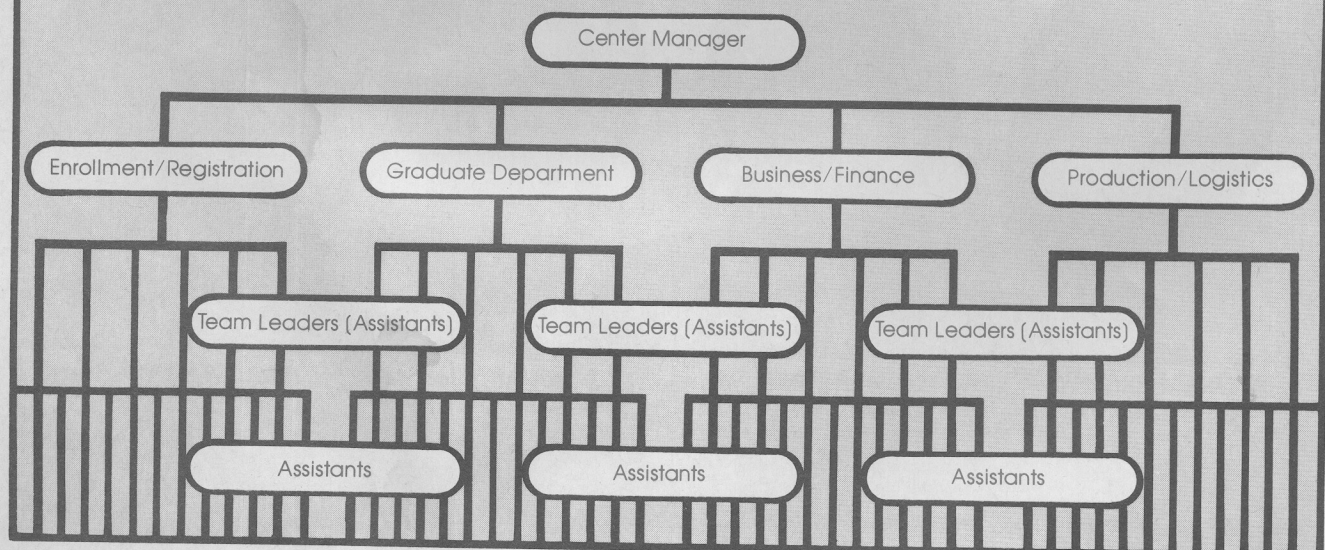 Center Manager
Enrollment/Registration
Graduate Department
Business/Finance
Production/Logistics
Team Leaders (Assistants)
Team Leaders (Assistants)
Team Leaders (Assistants)
Assistants
Assistants
Assistants